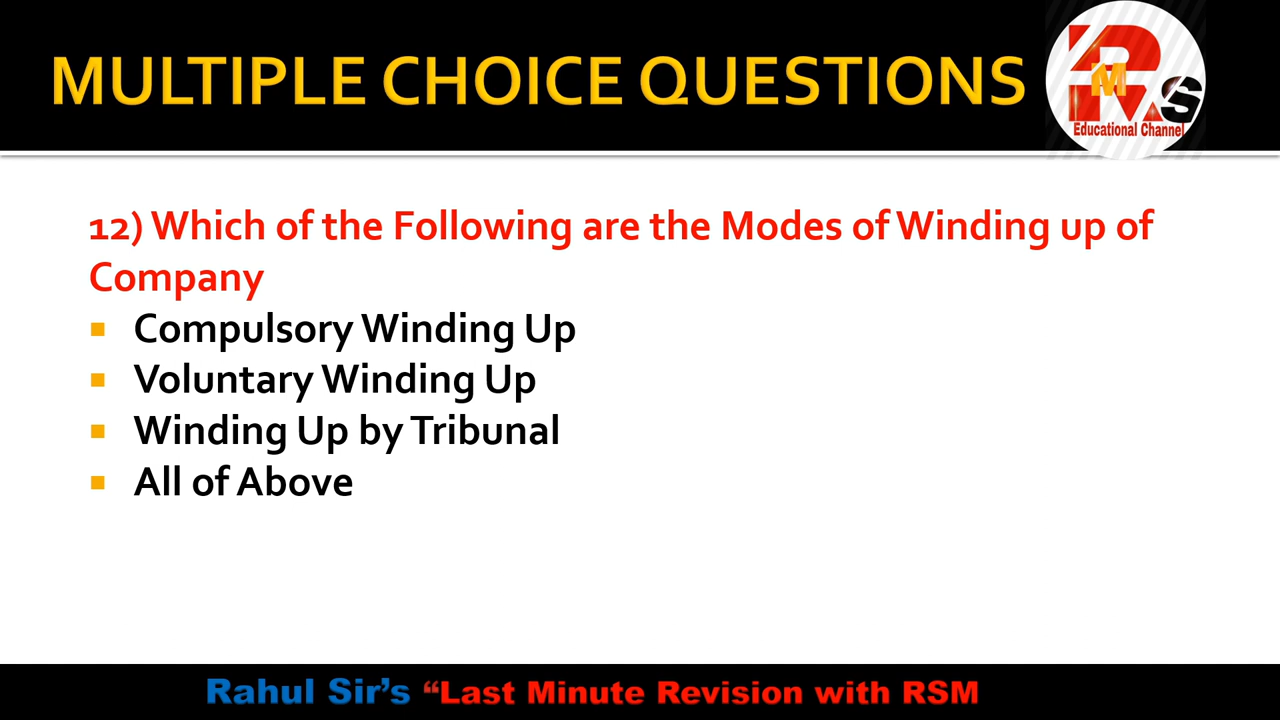 MULTIPLE CHOICE QUESTIONS
RMS
Educational Channel
12) Which of the Following are the Modes of Winding up of
Company
Compulsory Winding Up
Voluntary Winding Up
Winding Up by Tribunal
All of Above
Rahul Sir's “Last Minute Revision with RSM